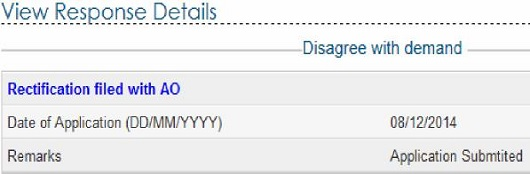 View Response Details
Disagree with demand
Rectification filed with AO
Date of Application (DD/MM/YYYY) 08/12/2014
Remarks Application Submtited